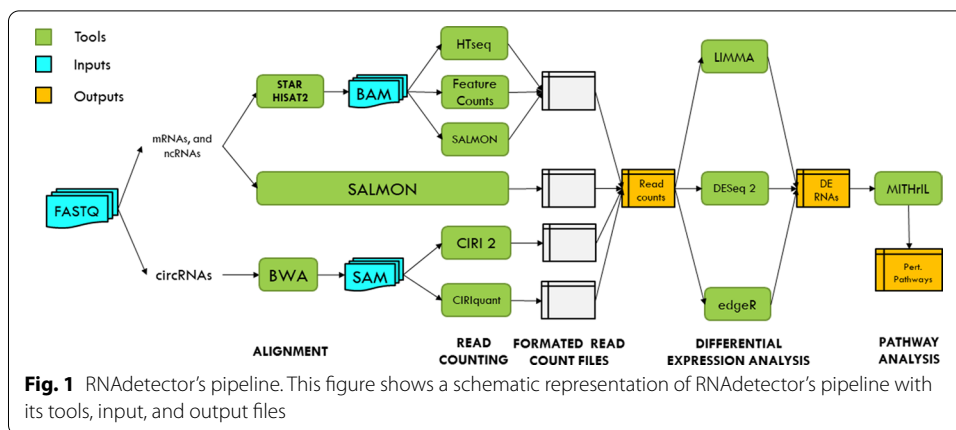 Tools
Inputs
Outputs
HTseq
LIMMA
STAR
HISAT2
BAM
Feature
Counts
mRNAs, and
ncRNAs
SALMON
SALMON
Read
counts
DESeq 2
DE
RNAs
MITHrIL
FASTQ
CIRI 2
circRNAs
BWA
SAM
Pert.
Pathways
CIRIquant
edgeR
ALIGNMENT
READ
COUNTING
FORMATED READ
COUNT FILES
DIFFERENTIAL
EXPRESSION ANALYSIS
PATHWAY
ANALYSIS
Fig. 1 RNAdetector's pipeline. This figure shows a schematic representation of RNAdetector's pipeline with
its tools, input, and output files